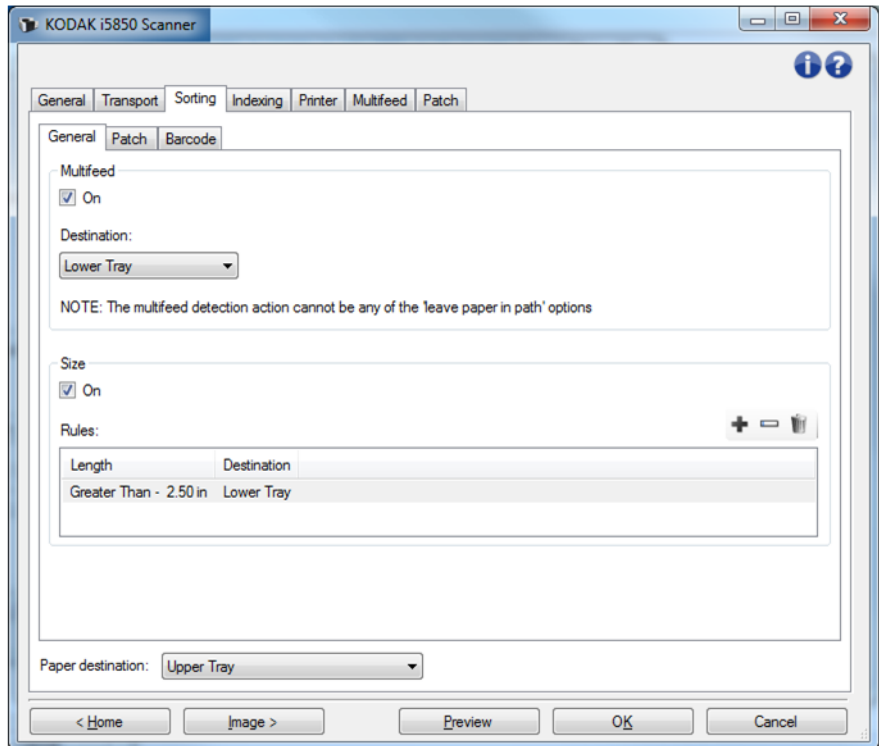 KODAK i5850 Scanner
General Transport Sorting Indexing Printer Multifeed Patch
General Patch Barcode
Multifeed
On
Destination:
Lower Tray
NOTE: The multifeed detection action cannot be any of the 'leave paper in path' options
Size
On
Rules:
Length Destination
Greater Than - 2.50 in Lower Tray
Paper destination: Upper Tray
< Home Image > Preview OK Cancel